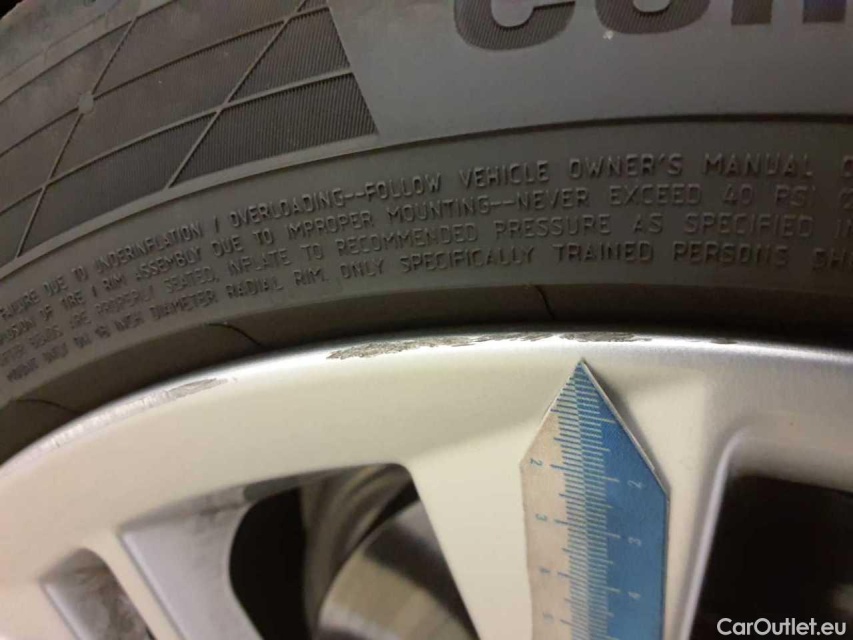 CON
OVERLOADING--FOLLOW VEHICLE OWNER'S MANUAL
DUE TO UNDERINFLATION /
TIRE / RIM ASSEMBLY DUE TO IMPROPER MOUNTING--NEVER EXCEED 40 PSI
ARE PROPERLY SEATED. INFLATE TO RECOMMENDED PRESSURE AS SPECIFIED
INCH DIAMETER RADIAL RIM. ONLY SPECIFICALLY TRAINED PERSONS
2 2
3 3
4 4
CarOutlet.eu